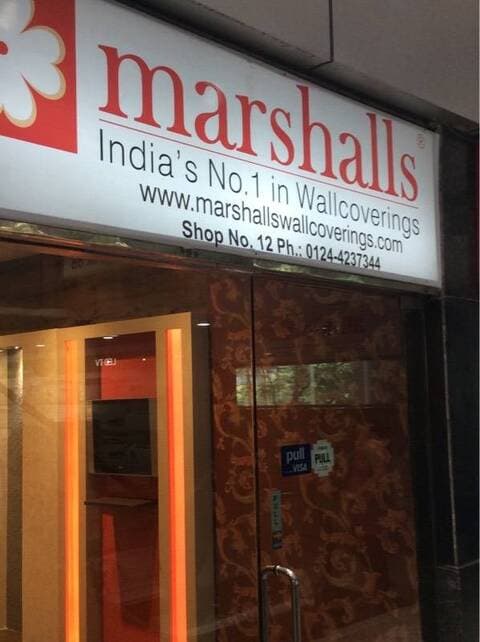 marshalls®
India's No.1 in Wallcoverings
www.marshallswallcoverings.com
Shop No. 12 Ph.: 0124-4237344
pull
VISA
PULL